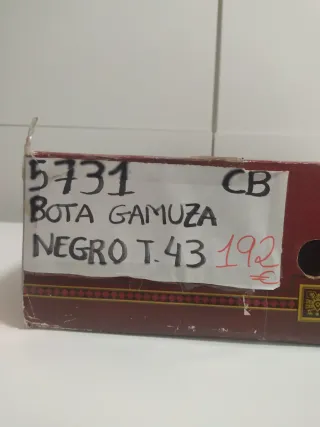 5731 CB
BOTA GAMUZA
NEGRO T. 43 192
€